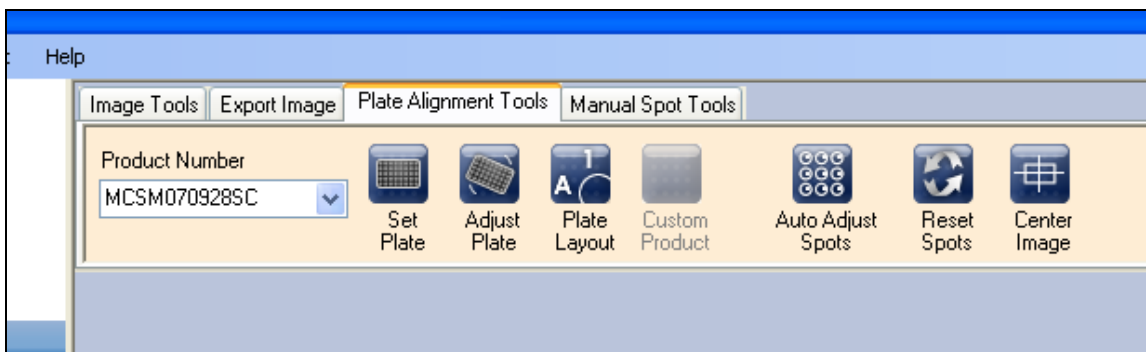 Help
Image Tools Export Image Plate Alignment Tools Manual Spot Tools
Product Number
MCSM070928SC
Set Plate
Adjust Plate
1
A
Plate Layout
Custom Product
Auto Adjust Spots
Reset Spots
Center Image